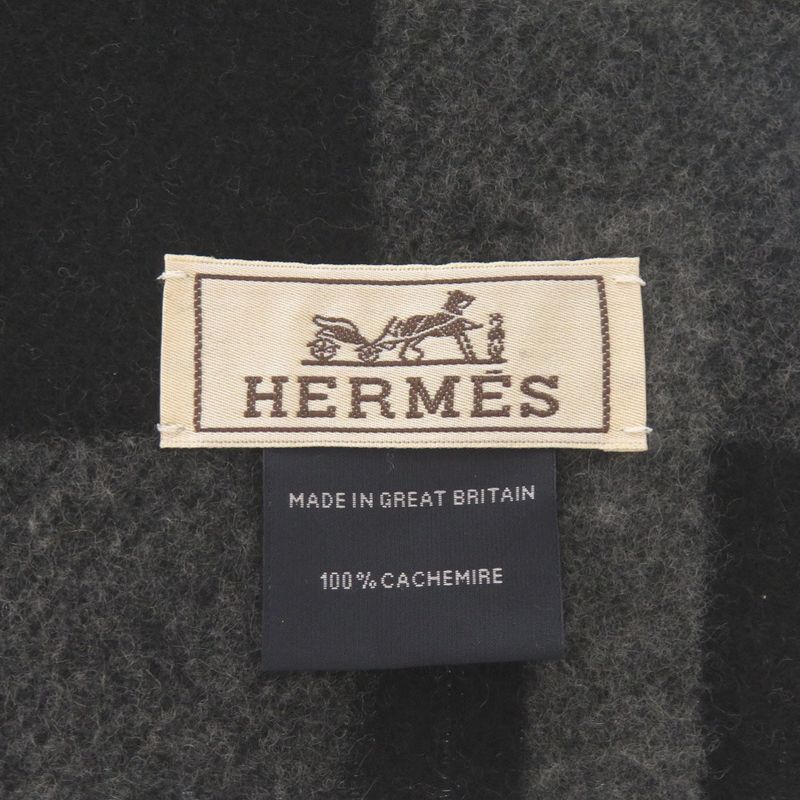 HERMÈS
MADE IN GREAT BRITAIN
100% CACHEMIRE